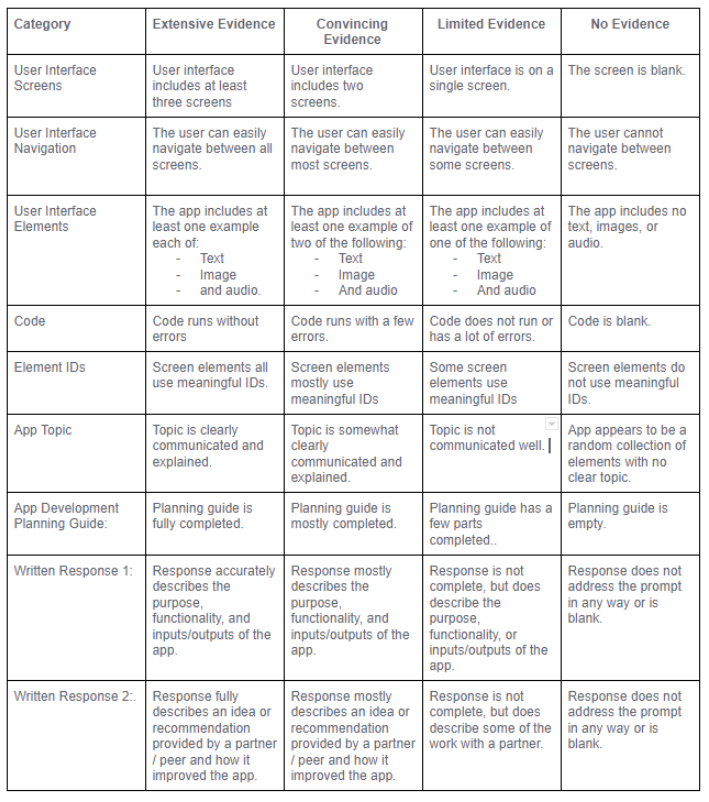 Category
Extensive Evidence
Convincing
Evidence
Limited Evidence
No Evidence
User Interface
Screens
User interface
includes at least
three screens
User interface
includes two
screens.
User interface is on a
single screen.
The screen is blank.
User Interface
Navigation
The user can easily
navigate between all
screens.
The user can easily
navigate between
most screens.
The user can easily
navigate between
some screens.
The user cannot
navigate between
screens.
User Interface
Elements
The app includes at
least one example
each of:
- Text
- Image
- and audio.
The app includes at
least one example of
two of the following:
- Text
- Image
- And audio
The app includes at
least one example of
one of the following:
- Text
- Image
- And audio
The app includes no
text, images, or
audio.
Code
Code runs without
errors
Code runs with a few
errors.
Code does not run or
has a lot of errors.
Code is blank.
Element IDs
Screen elements all
use meaningful IDs.
Screen elements
mostly use
meaningful IDs
Some screen
elements use
meaningful IDs
Screen elements do
not use meaningful
IDs.
App Topic
Topic is clearly
communicated and
explained.
Topic is somewhat
clearly
communicated and
explained.
Topic is not
communicated well.
App appears to be a
random collection of
elements with no
clear topic.
App Development
Planning Guide:
Planning guide is
fully completed.
Planning guide is
mostly completed.
Planning guide has a
few parts
completed..
Planning guide is
empty.
Written Response 1:
Response accurately
describes the
purpose,
functionality, and
inputs/outputs of the
app.
Response mostly
describes the
purpose,
functionality, and
inputs/outputs of the
app.
Response is not
complete, but does
describe the
purpose,
functionality, or
inputs/outputs of the
app.
Response does not
address the prompt
in any way or is
blank.
Written Response 2:.
Response fully
describes an idea or
recommendation
provided by a partner
/ peer and how it
improved the app.
Response mostly
describes an idea or
recommendation
provided by a partner
/ peer and how it
improved the app.
Response is not
complete, but does
describe some of the
work with a partner.
Response does not
address the prompt
in any way or is
blank.